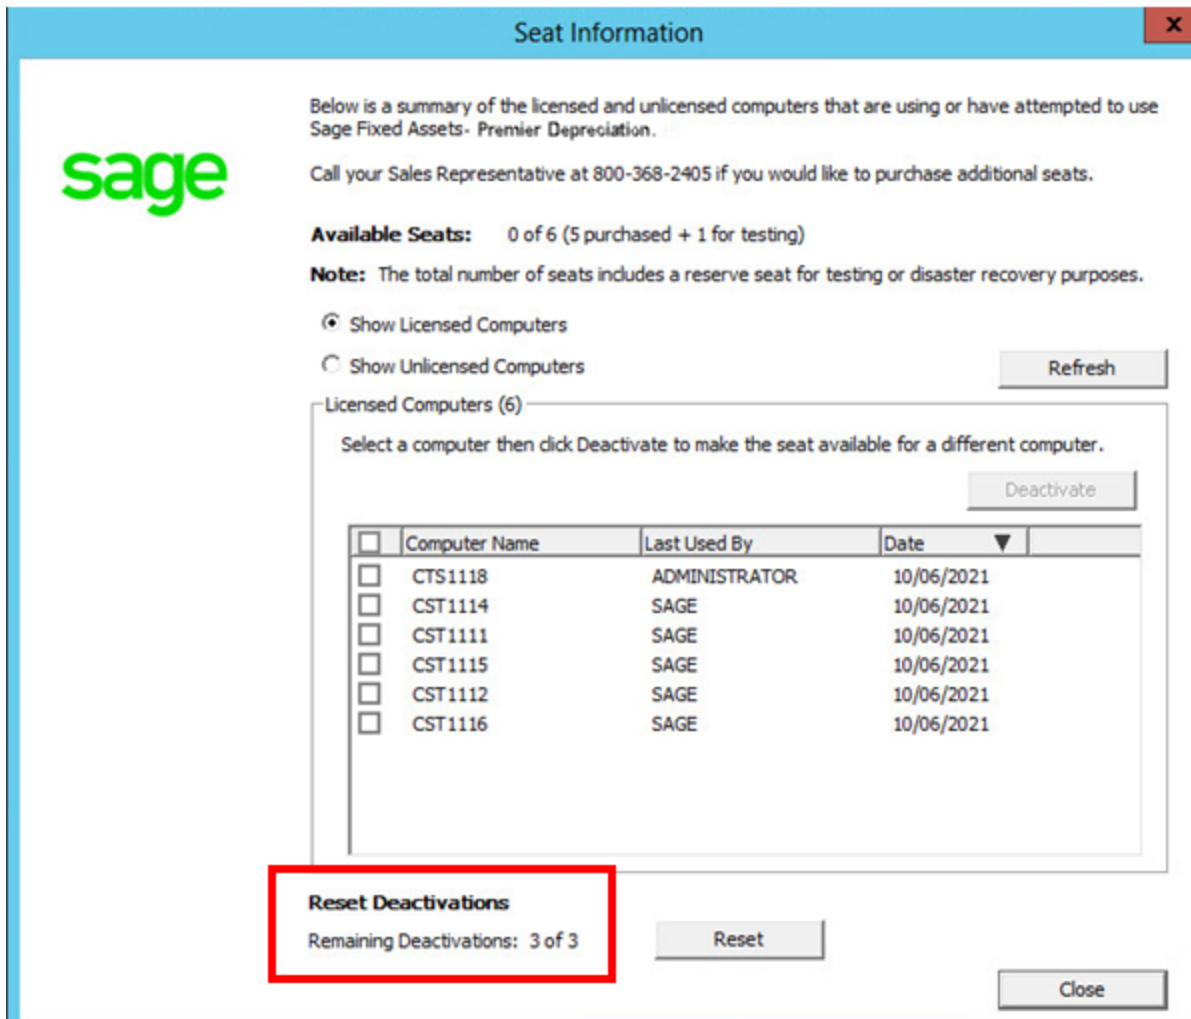 Seat Information
X
sage
Below is a summary of the licensed and unlicensed computers that are using or have attempted to use
Sage Fixed Assets- Premier Depreciation.
Call your Sales Representative at 800-368-2405 if you would like to purchase additional seats.
Available Seats: 0 of 6 (5 purchased + 1 for testing)
Note: The total number of seats includes a reserve seat for testing or disaster recovery purposes.
Show Licensed Computers
Show Unlicensed Computers
Refresh
Licensed Computers (6)
Select a computer then click Deactivate to make the seat available for a different computer.
Deactivate
Computer Name Last Used By Date
CTS1118 ADMINISTRATOR 10/06/2021
CST1114 SAGE 10/06/2021
CST1111 SAGE 10/06/2021
CST1115 SAGE 10/06/2021
CST1112 SAGE 10/06/2021
CST1116 SAGE 10/06/2021
Reset Deactivations
Remaining Deactivations: 3 of 3 Reset
Close